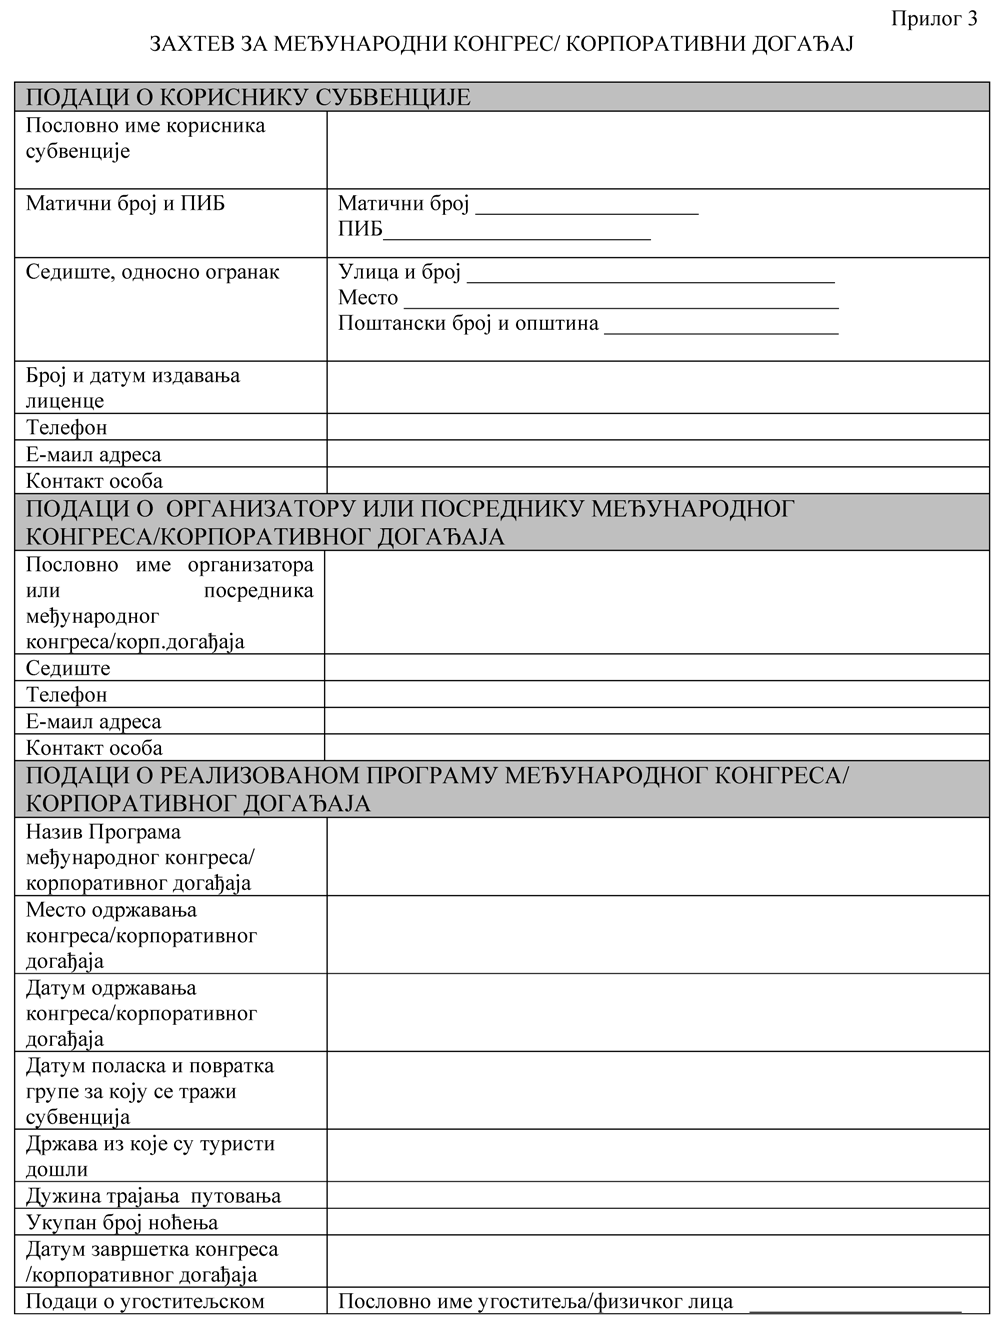 Прилог 3
ЗАХТЕВ ЗА МЕЂУНАРОДНИ КОНГРЕС/ КОРПОРАТИВНИ ДОГАЂАЈ
ПОДАЦИ О КОРИСНИКУ СУБВЕНЦИЈЕ
Пословно име корисника
субвенције
Матични број и ПИБ
Матични број ____________________
ПИБ________________________
Седиште, односно огранак
Улица и број _________________________________
Место _______________________________________
Поштански број и општина _____________________
Број и датум издавања
лиценце
Телефон
Е-маил адреса
Контакт особа
ПОДАЦИ О  ОРГАНИЗАТОРУ ИЛИ ПОСРЕДНИКУ МЕЂУНАРОДНОГ
КОНГРЕСА/КОРПОРАТИВНОГ ДОГАЂАЈА
Пословно име организатора
или посредника
међународног
конгреса/корп.догађаја
Седиште
Телефон
Е-маил адреса
Контакт особа
ПОДАЦИ О РЕАЛИЗОВАНОМ ПРОГРАМУ МЕЂУНАРОДНОГ КОНГРЕСА/
КОРПОРАТИВНОГ ДОГАЂАЈА
Назив Програма
међународног конгреса/
корпоративног догађаја
Место одржавања
конгреса/корпоративног
догађаја
Датум одржавања
конгреса/корпоративног
догађаја
Датум поласка и повратка
групе за коју се тражи
субвенција
Држава из које су туристи
дошли
Дужина трајања  путовања
Укупан број ноћења
Датум завршетка конгреса
/корпоративног догађаја
Подаци о угоститељском
Пословно име угоститеља/физичког лица ___________________